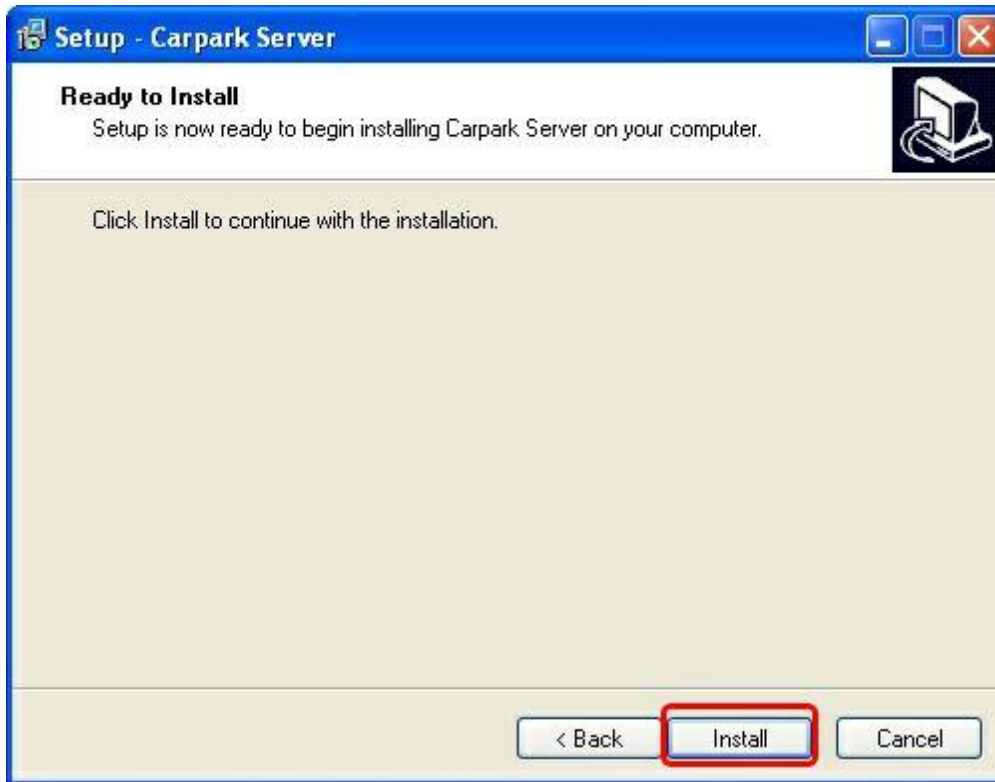 Setup - Carpark Server
Ready to Install
Setup is now ready to begin installing Carpark Server on your computer.
Click Install to continue with the installation.
< Back Install Cancel